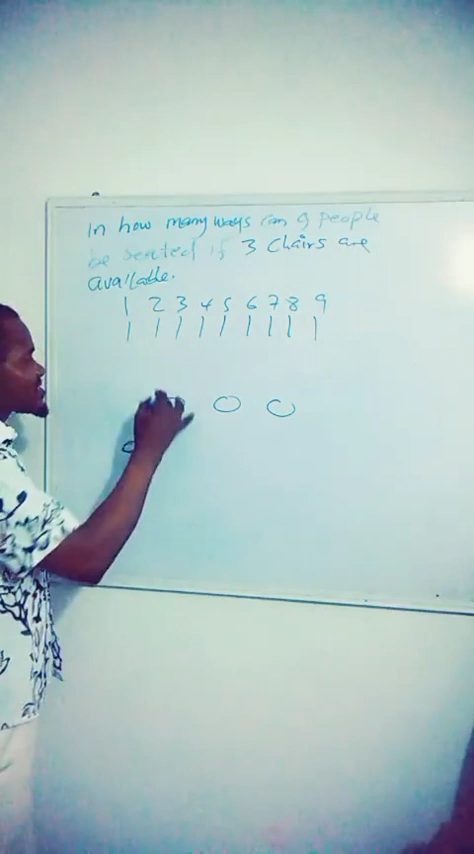 In how many ways can 9 people
be seated if 3 chairs are
available.
1 2 3 4 5 6 7 8 9